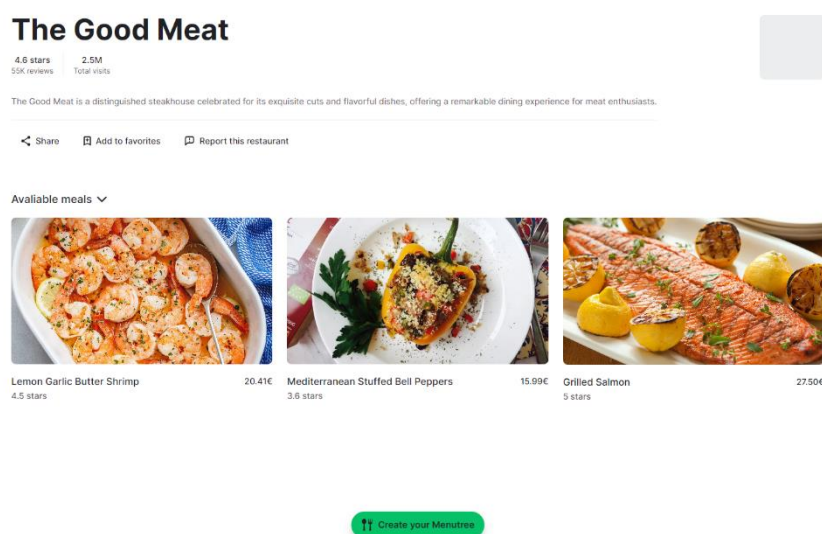 The Good Meat
4.6 stars 2.5M
55K reviews Total visits
The Good Meat is a distinguished steakhouse celebrated for its exquisite cuts and flavorful dishes, offering a remarkable dining experience for meat enthusiasts.
Share Add to favorites Report this restaurant
Avaliable meals
Lemon Garlic Butter Shrimp 20.41€ Mediterranean Stuffed Bell Peppers 15.99€ Grilled Salmon 27.50€
4.5 stars 3.6 stars 5 stars
Create your Menutree